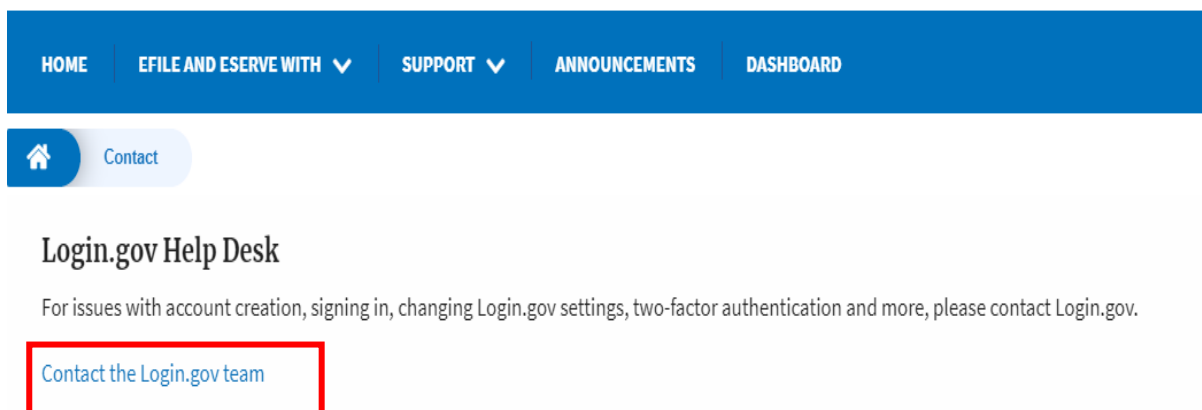 HOME EFILE AND ESERVE WITH SUPPORT ANNOUNCEMENTS DASHBOARD
Contact
Login.gov Help Desk
For issues with account creation, signing in, changing Login.gov settings, two-factor authentication and more, please contact Login.gov.
Contact the Login.gov team